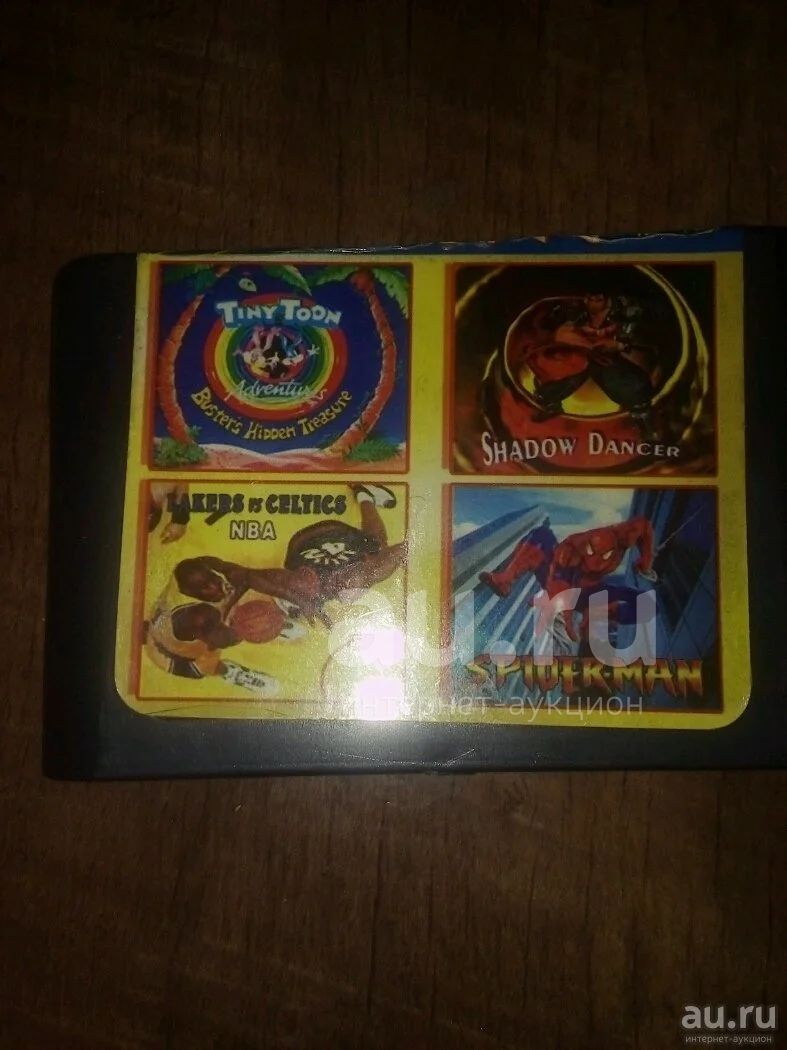 TINY TOON
Adventures
BUSTER'S HIDDEN TREASURE
SHADOW DANCER
LAKERS vs CELTICS
NBA
SPIDER-MAN
au.ru
интернет-аукцион
au.ru
интернет-аукцион